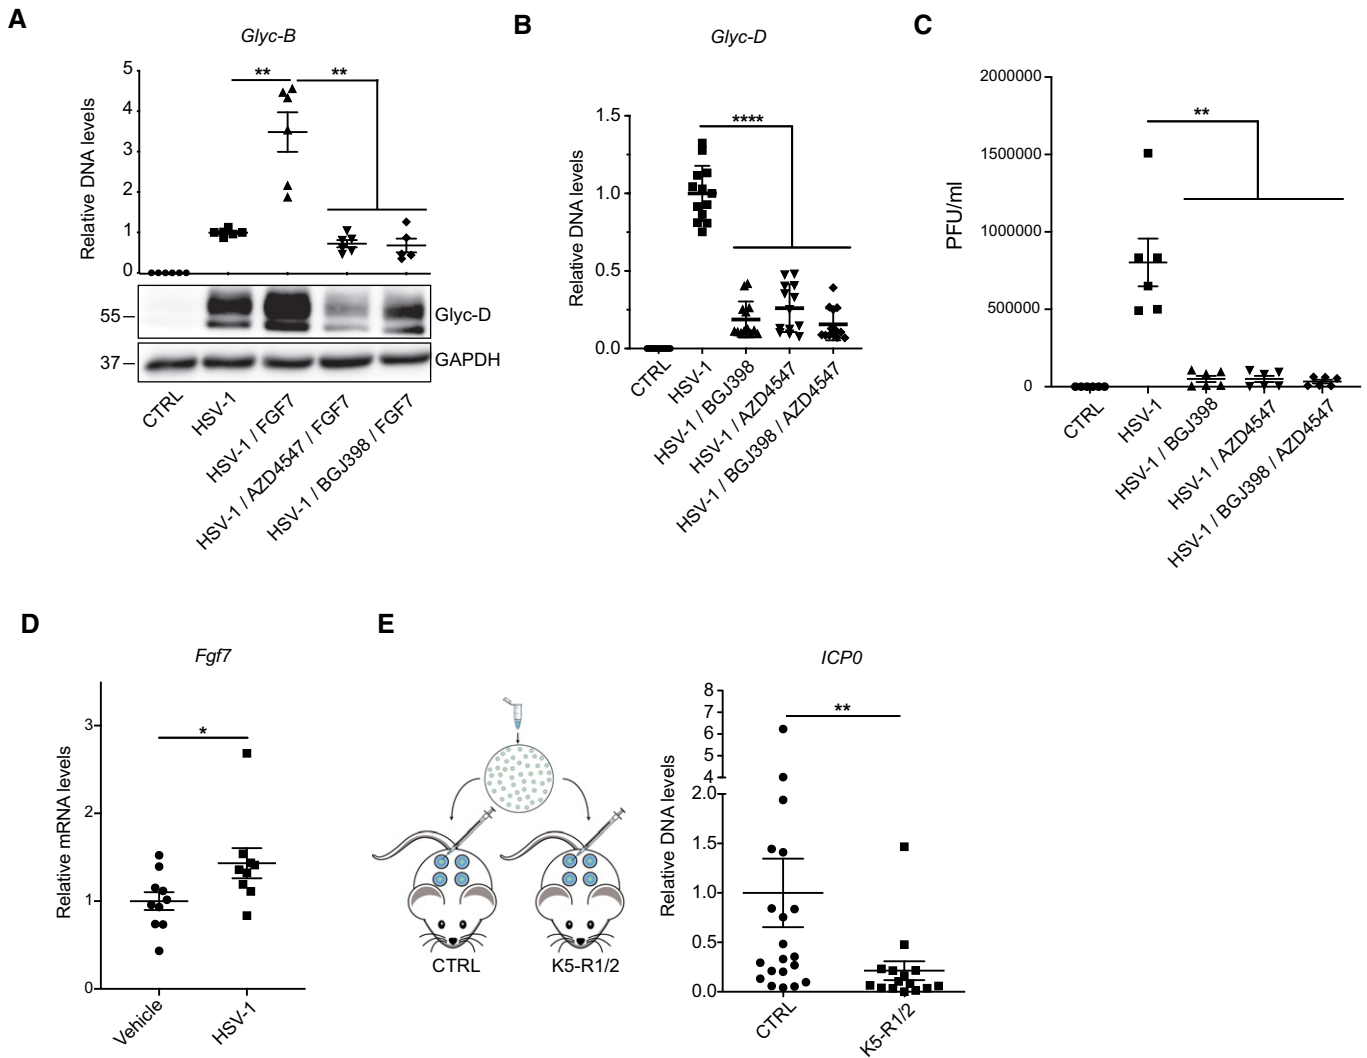 A
Glyc-B
Relative DNA levels
5
4
3
2
1
0
** **
55
Glyc-D
37
GAPDH
CTRL
HSV-1
HSV-1 / FGF7
HSV-1 / AZD4547 / FGF7
HSV-1 / BGJ398 / FGF7
B
Glyc-D
Relative DNA levels
1.5
1.0
0.5
0.0
****
CTRL
HSV-1
HSV-1 / BGJ398
HSV-1 / AZD4547
HSV-1 / BGJ398 / AZD4547
C
PFU/ml
2000000
1500000
1000000
500000
0
**
CTRL
HSV-1
HSV-1 / BGJ398
HSV-1 / AZD4547
HSV-1 / BGJ398 / AZD4547
D
Fgf7
Relative mRNA levels
3
2
1
0
*
Vehicle
HSV-1
E
CTRL
K5-R1/2
ICP0
Relative DNA levels
8
7
6
5
4
2.0
1.5
1.0
0.5
0.0
**
CTRL
K5-R1/2